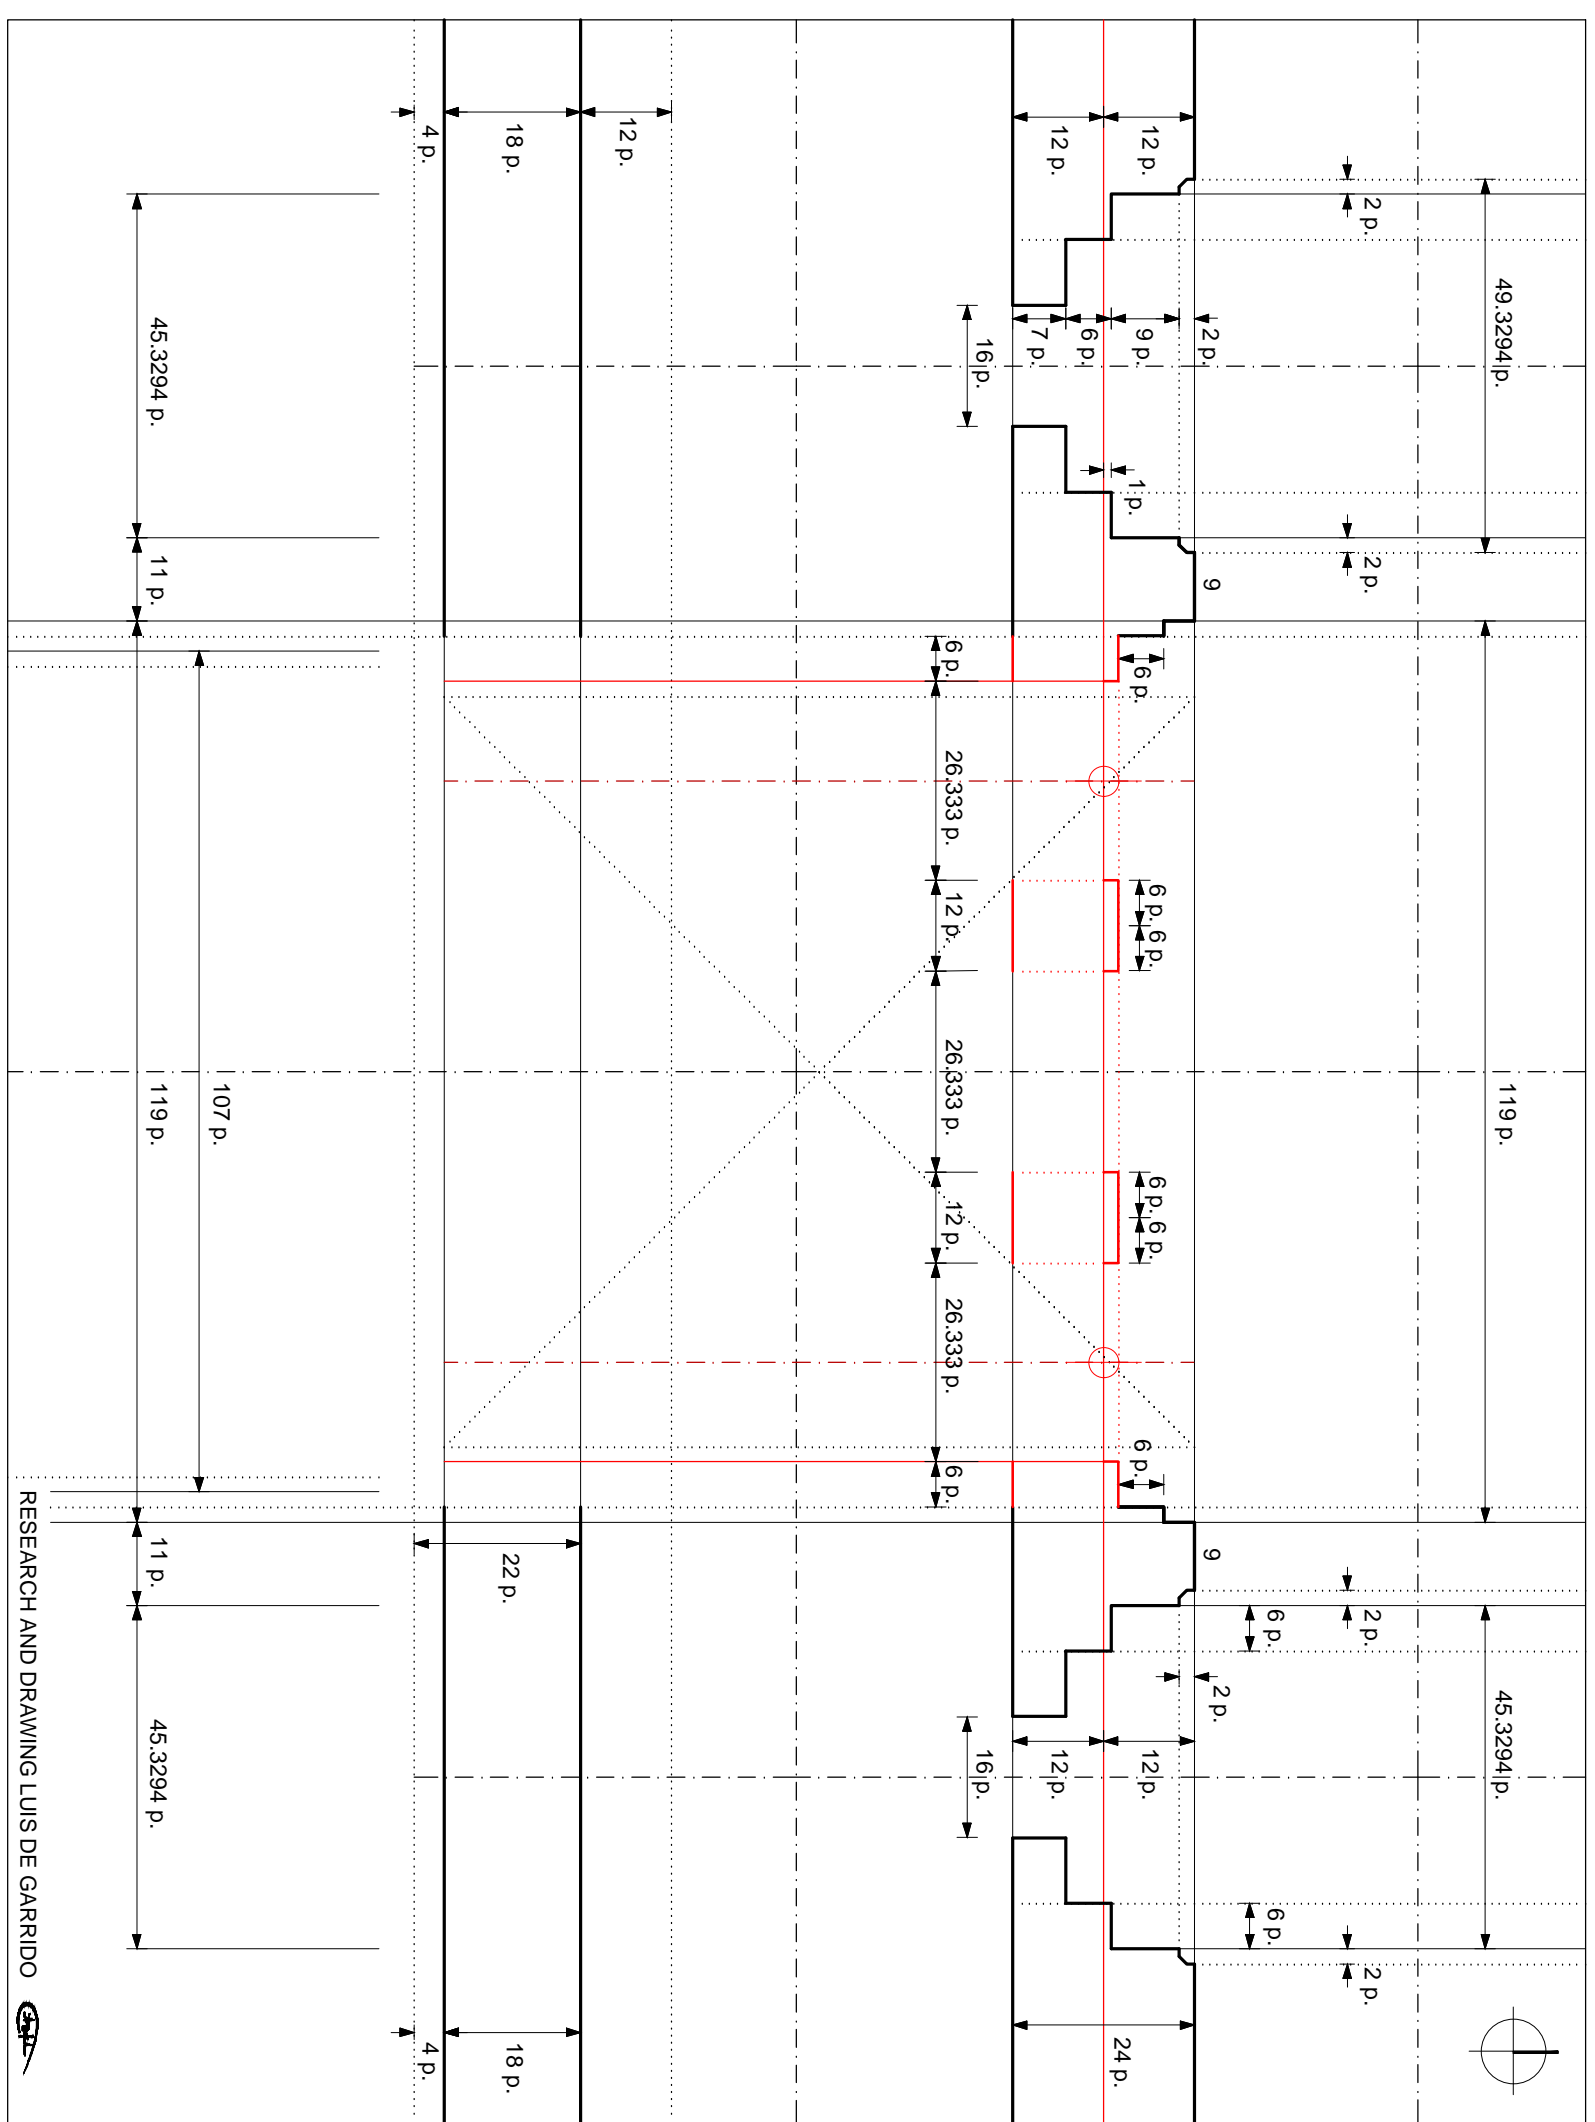 49.3294 p. 119 p. 45.3294 p.
2 p. 2 p. 2 p. 2 p.
6 p. 6 p.
2 p. 9 9 2 p.
6 p. 6 p. 6 p. 6 p.
9 p. 1 p. 6 p. 6 p.
12 p. 12 p. 24 p.
6 p.
12 p. 7 p. 12 p.
16 p. 16 p.
6 p. 26.333 p. 12 p. 26.333 p. 12 p. 26.333 p. 6 p.
12 p.
18 p. 22 p. 18 p.
4 p. 4 p.
107 p.
45.3294 p. 11 p. 119 p. 11 p. 45.3294 p.
RESEARCH AND DRAWING LUIS DE GARRIDO